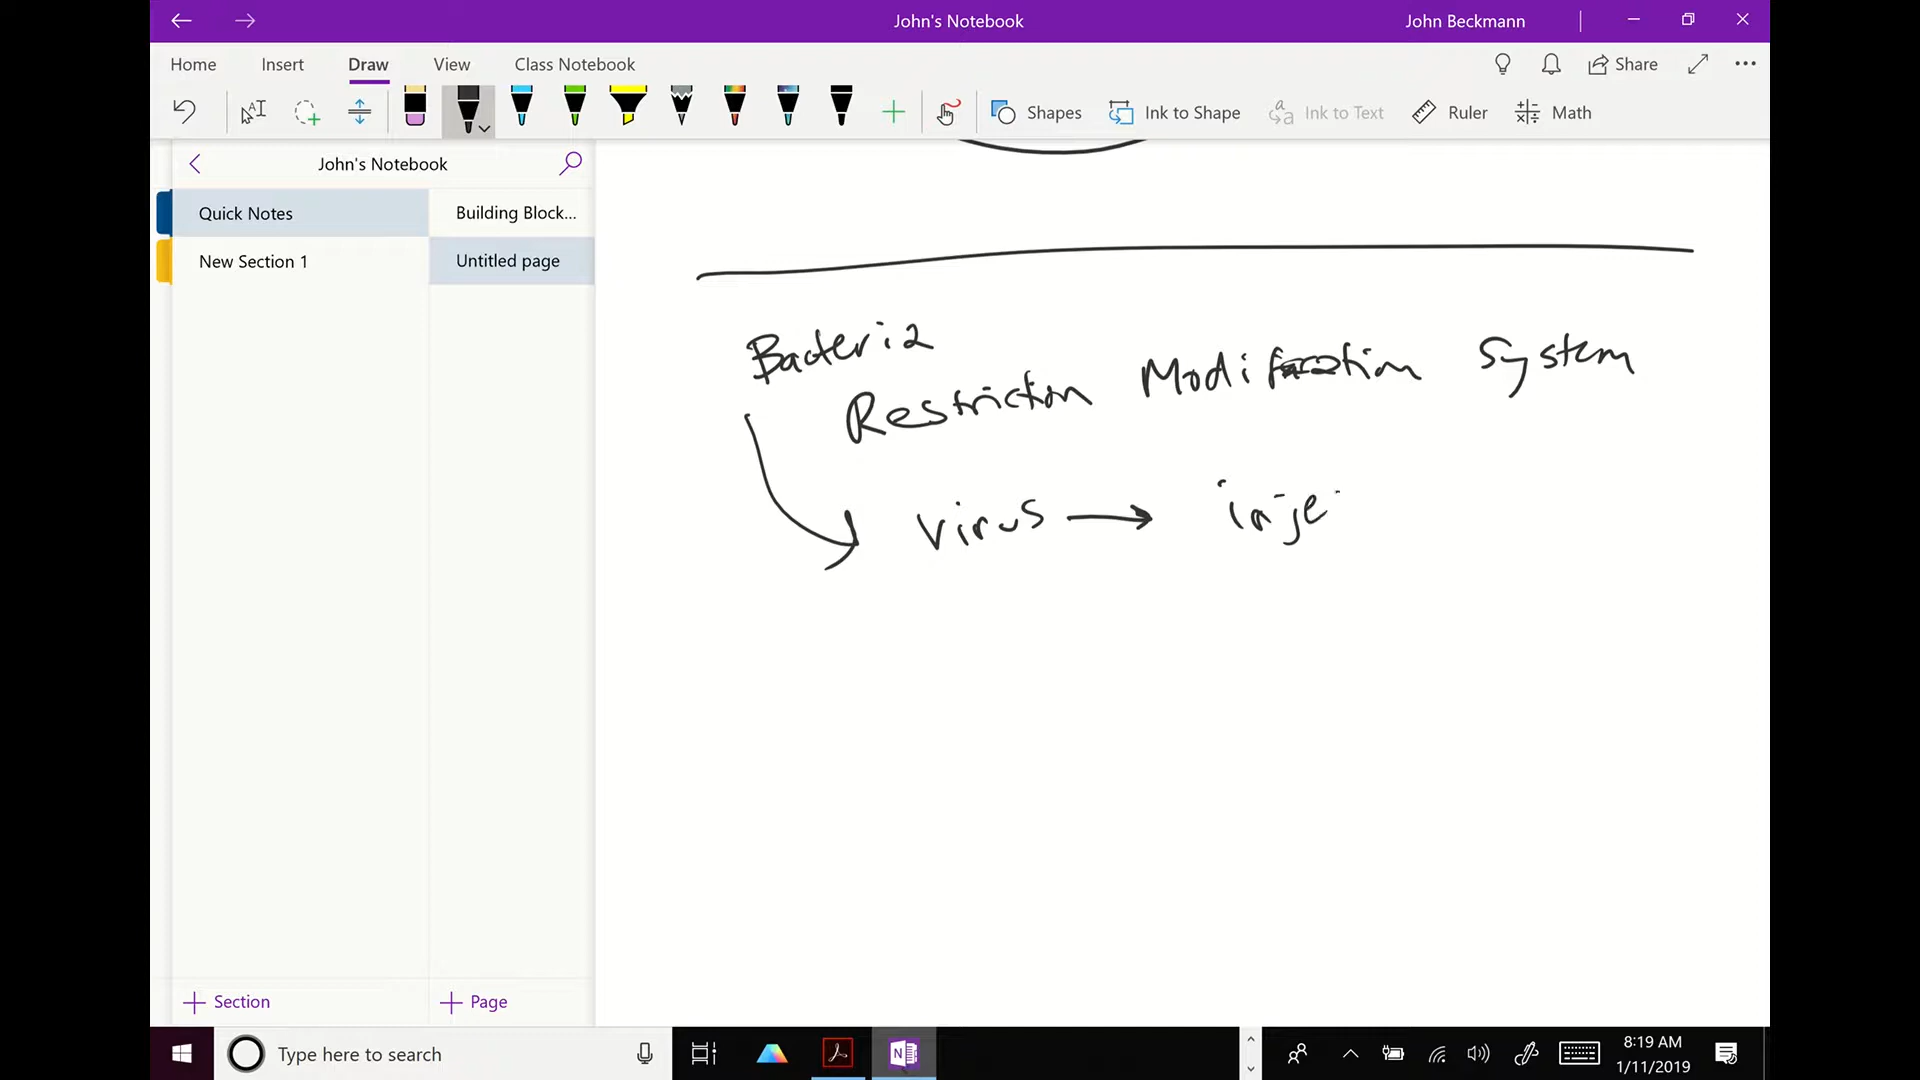 John's Notebook
John Beckmann
Home Insert Draw View Class Notebook
Share
Shapes Ink to Shape Ink to Text Ruler Math
John's Notebook
Quick Notes
Building Block...
New Section 1
Untitled page
Bacteria
Restriction Modification System
virus → inje
+ Section
+ Page
Type here to search
8:19 AM
1/11/2019